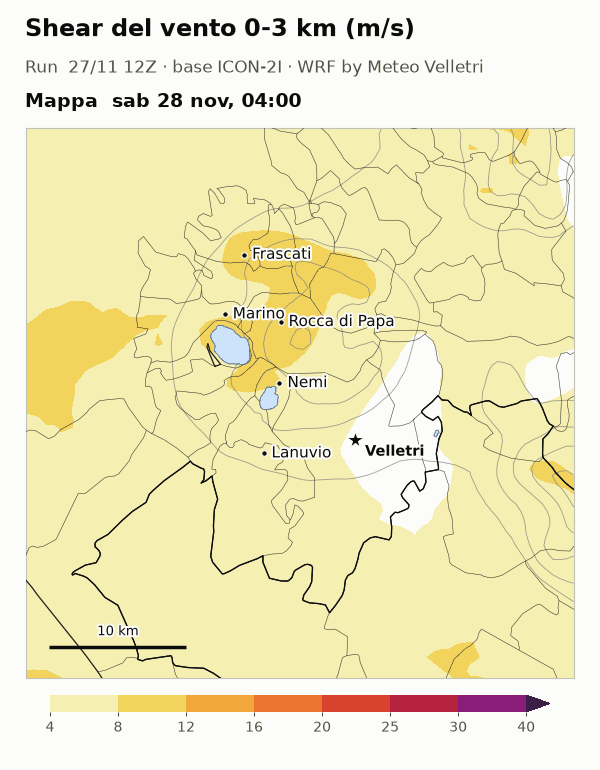 Shear del vento 0-3 km (m/s)
Run  27/11 12Z · base ICON-2I · WRF by Meteo Velletri
Mappa  sab 28 nov, 04:00
Frascati
Marino
Rocca di Papa
Nemi
Velletri
Lanuvio
10 km
4 8 12 16 20 25 30 40